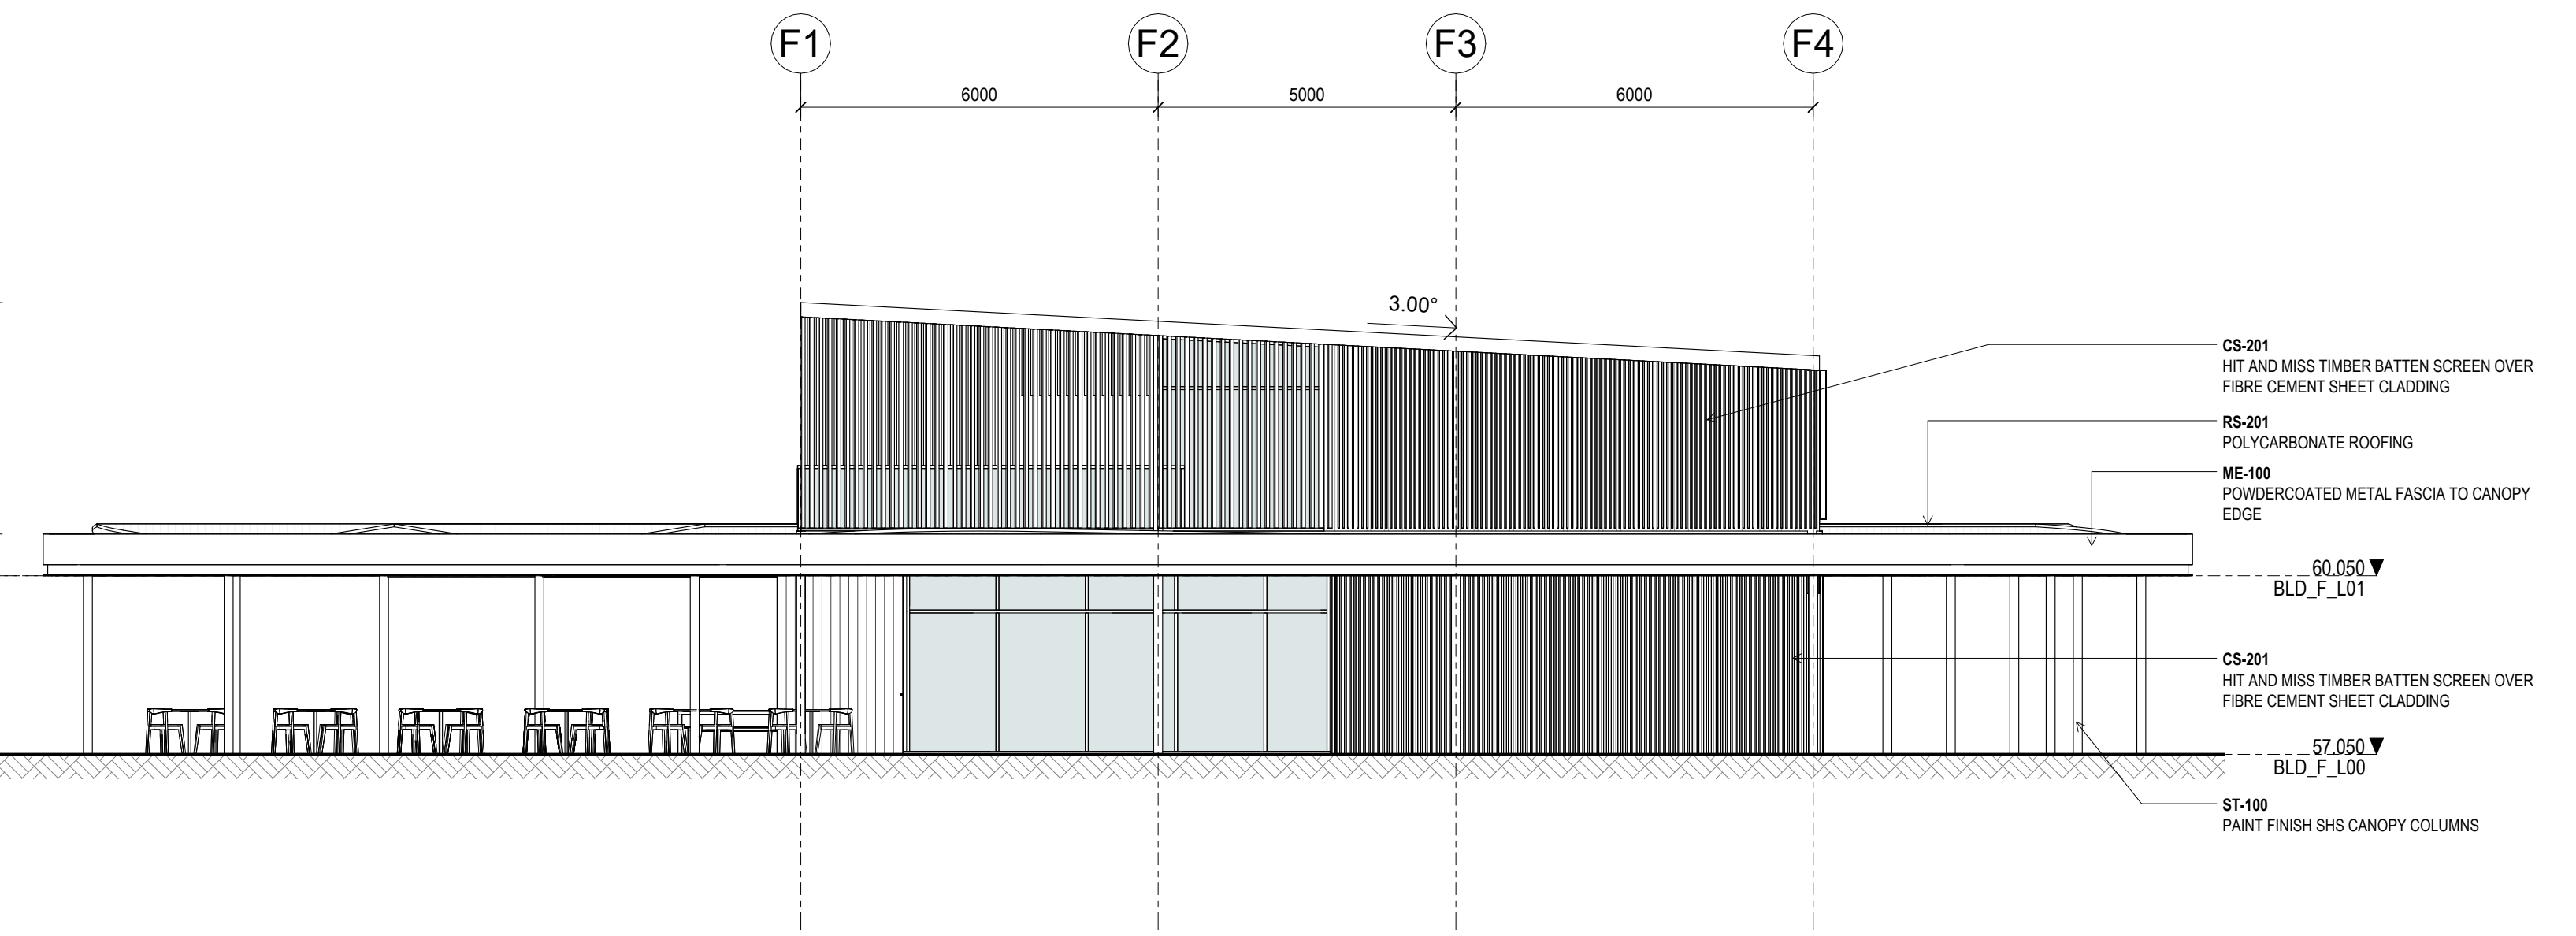 F1
F2
F3
F4
6000
5000
6000
3.00°
CS-201
HIT AND MISS TIMBER BATTEN SCREEN OVER
FIBRE CEMENT SHEET CLADDING
RS-201
POLYCARBONATE ROOFING
ME-100
POWDERCOATED METAL FASCIA TO CANOPY
EDGE
60.050
BLD_F_L01
CS-201
HIT AND MISS TIMBER BATTEN SCREEN OVER
FIBRE CEMENT SHEET CLADDING
57.050
BLD_F_L00
ST-100
PAINT FINISH SHS CANOPY COLUMNS